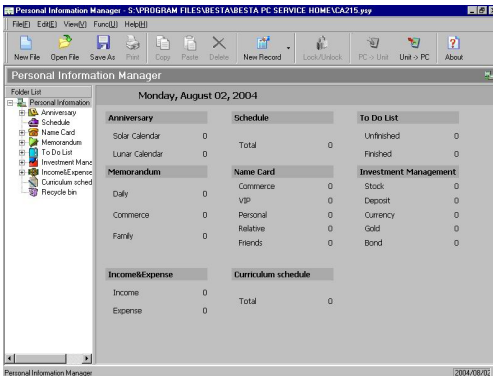 Personal Information Manager - S:\PROGRAM FILES\BESTA\BESTA PC SERVICE HOME\CA215.ysy
File(F) Edit(E) View(V) Func(U) Help(H)
New File Open File Save As Print Copy Paste Delete New Record Lock/Unlock PC -> Unit Unit -> PC About
Personal Information Manager
Folder List
Personal Information
Anniversary
Schedule
Name Card
Memorandum
To Do List
Investment Mana
Income&Expense
Curriculum sched
Recycle bin
Monday, August 02, 2004
Anniversary
Solar Calendar 0
Lunar Calendar 0
Schedule
Total 0
To Do List
Unfinished 0
Finished 0
Memorandum
Daily 0
Commerce 0
Family 0
Name Card
Commerce 0
VIP 0
Personal 0
Relative 0
Friends 0
Investment Management
Stock 0
Deposit 0
Currency 0
Gold 0
Bond 0
Income&Expense
Income 0
Expense 0
Curriculum schedule
Total 0
Personal Information Manager 2004/08/02